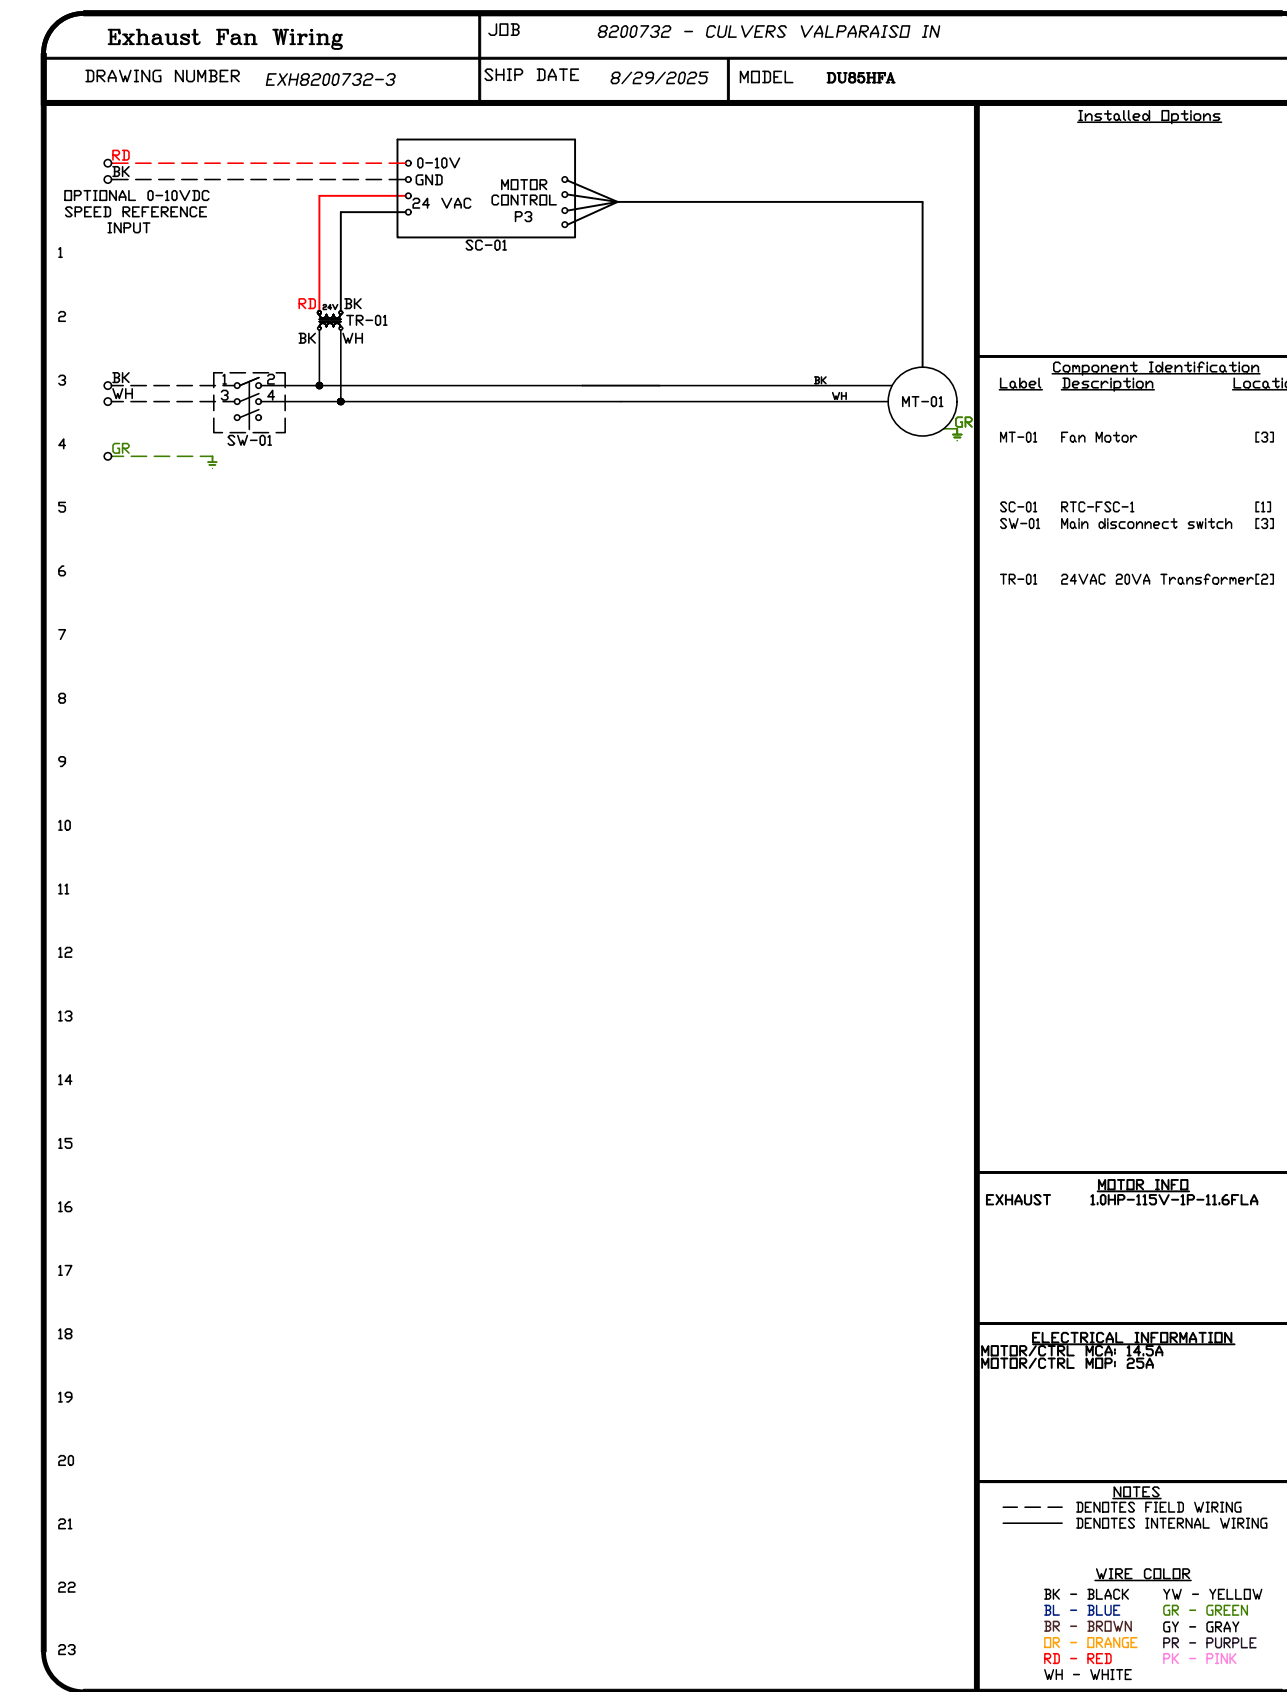 Exhaust Fan Wiring
JOB 8200732 - CULVERS VALPARAISO IN
DRAWING NUMBER EXH8200732-3
SHIP DATE 8/29/2025
MODEL DU85HFA
RD
BK
OPTIONAL 0-10VDC
SPEED REFERENCE
INPUT
0-10V
GND
24 VAC
MOTOR
CONTROL
P3
SC-01
RD 24V BK
TR-01
BK WH
BK
WH
1 2
3 4
SW-01
GR
BK
WH
MT-01
GR
1
2
3
4
5
6
7
8
9
10
11
12
13
14
15
16
17
18
19
20
21
22
23
Installed Options
Component Identification
Label Description Locatio
MT-01 Fan Motor [3]
SC-01 RTC-FSC-1 [1]
SW-01 Main disconnect switch [3]
TR-01 24VAC 20VA Transformer[2]
MOTOR INFO
EXHAUST 1.0HP-115V-1P-11.6FLA
ELECTRICAL INFORMATION
MOTOR/CTRL MCA: 14.5A
MOTOR/CTRL MOP: 25A
NOTES
DENOTES FIELD WIRING
DENOTES INTERNAL WIRING
WIRE COLOR
BK - BLACK YW - YELLOW
BL - BLUE GR - GREEN
BR - BROWN GY - GRAY
OR - ORANGE PR - PURPLE
RD - RED PK - PINK
WH - WHITE